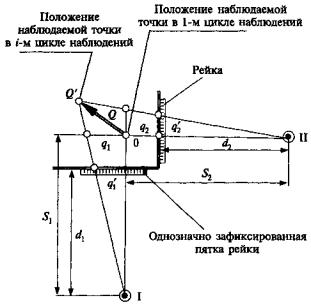 Положение
наблюдаемой точки
в i-м цикле наблюдений
Положение наблюдаемой
точки в 1-м цикле наблюдений
Q'
Q
Рейка
q₁
0
q₂
q'₂
II
d₂
S₂
q'₁
S₁
d₁
Однозначно зафиксированная
пятка рейки
I